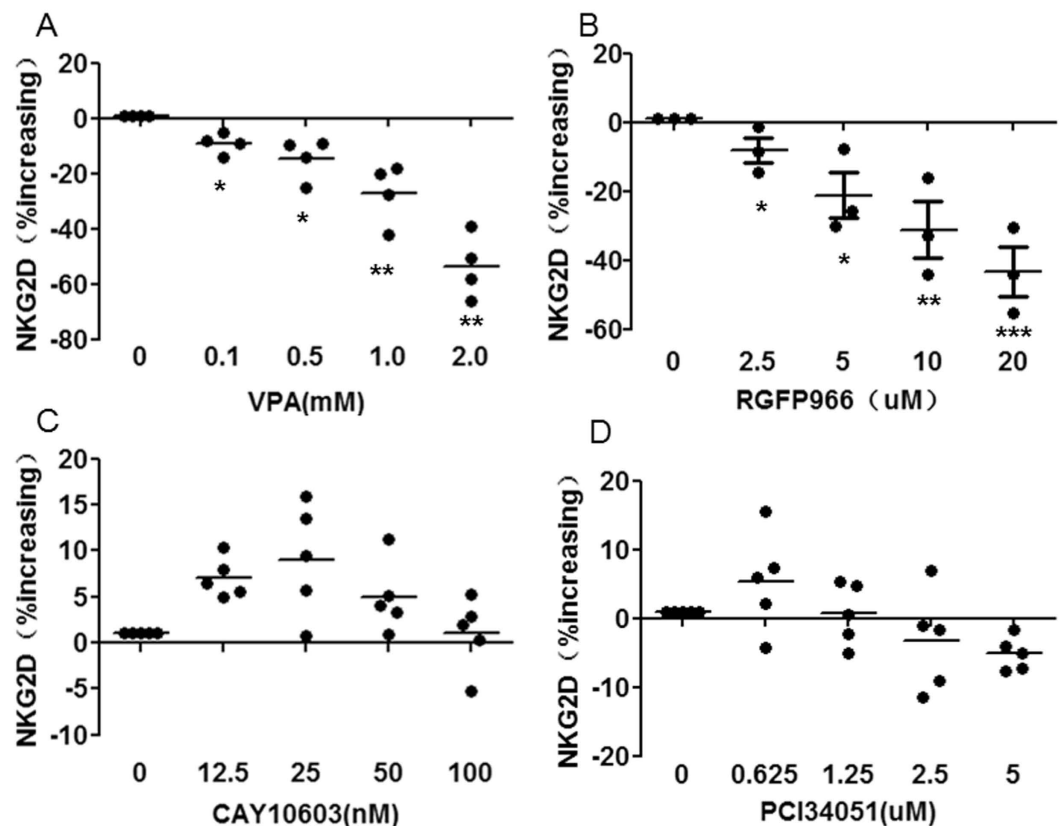 A
NKG2D (%increasing)
20
0
-20
-40
-60
-80
*
*
**
**
0 0.1 0.5 1.0 2.0
VPA(mM)
B
NKG2D (%increasing)
20
0
-20
-40
-60
*
*
**
***
0 2.5 5 10 20
RGFP966 (uM)
C
NKG2D (%increasing)
20
15
10
5
0
-5
-10
0 12.5 25 50 100
CAY10603(nM)
D
NKG2D (%increasing)
20
10
0
-10
-20
0 0.625 1.25 2.5 5
PCI34051(uM)